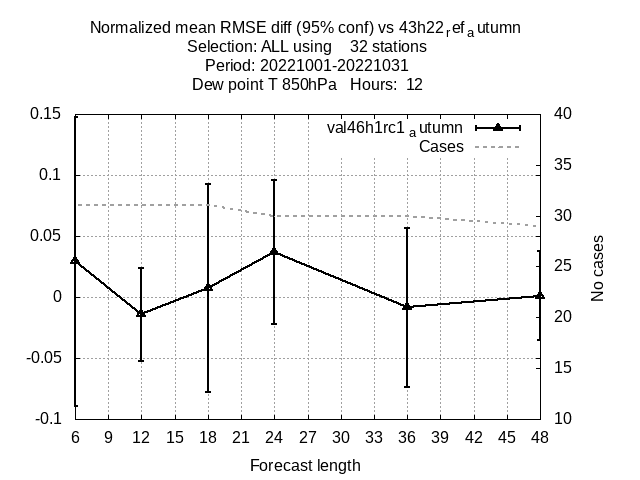 Normalized mean RMSE diff (95% conf) vs 43h22refautumn
Selection: ALL using 32 stations
Period: 20221001-20221031
Dew point T 850hPa Hours: 12
0.15 40
val46h1rc1autumn
Cases
35
0.1
30
0.05
25
0
20
-0.05
15
-0.1 10
No cases
6 9 12 15 18 21 24 27 30 33 36 39 42 45 48
Forecast length